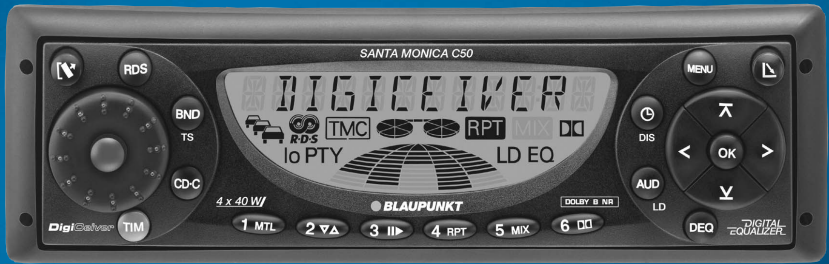 SANTA MONICA C50
RDS
MENU
DIGICEIVER
BND
TS
R·D·S TMC RPT MIX
DIS
lo PTY LD EQ
OK
CD·C
AUD
LD
4 x 40 W
BLAUPUNKT
DOLBY B NR
DigiCeiver TIM
1 MTL 2 ▽△ 3 II▶ 4 RPT 5 MIX 6
DEQ
DIGITAL
EQUALIZER